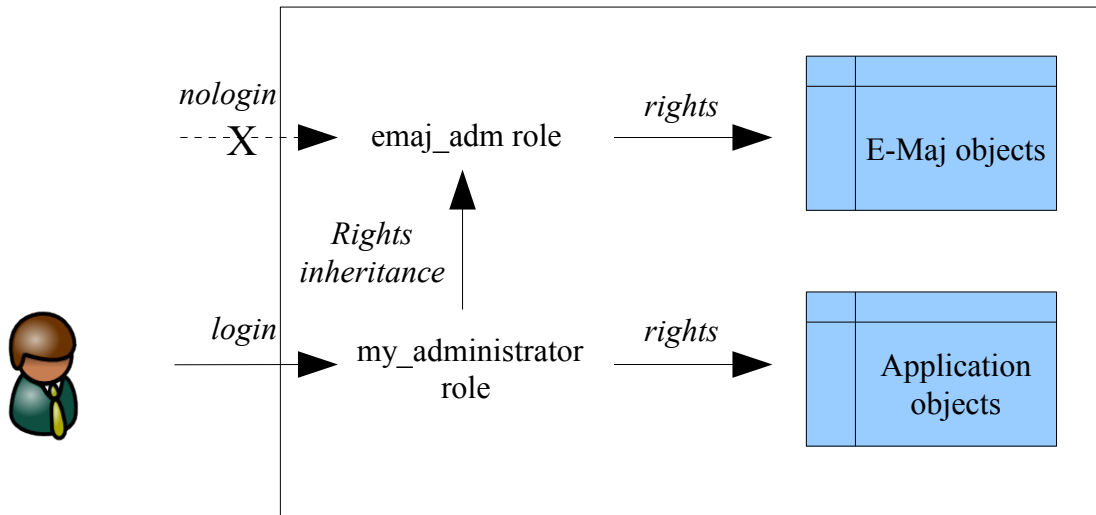 nologin
X
emaj_adm role
rights
E-Maj objects
Rights
inheritance
login
my_administrator
role
rights
Application
objects